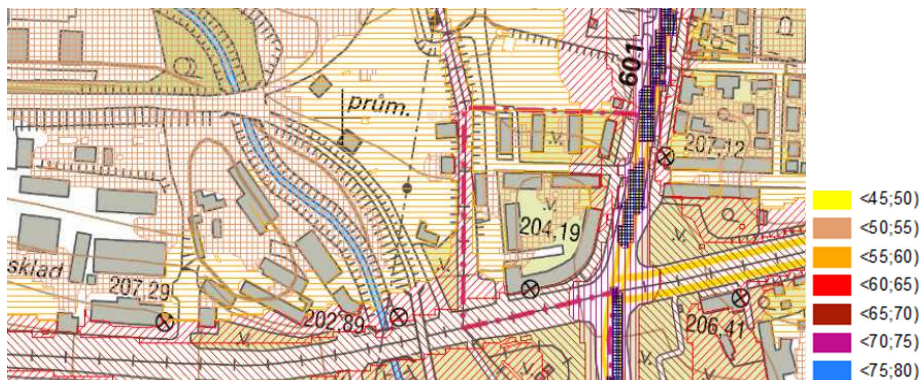 601
prům.
207,12
.v.
.v.
204,19
.v.
.v.
sklad
207,29
202,89
206,41
.v.
.v.
.v.
<45;50)
<50;55)
<55;60)
<60;65)
<65;70)
<70;75)
<75;80)